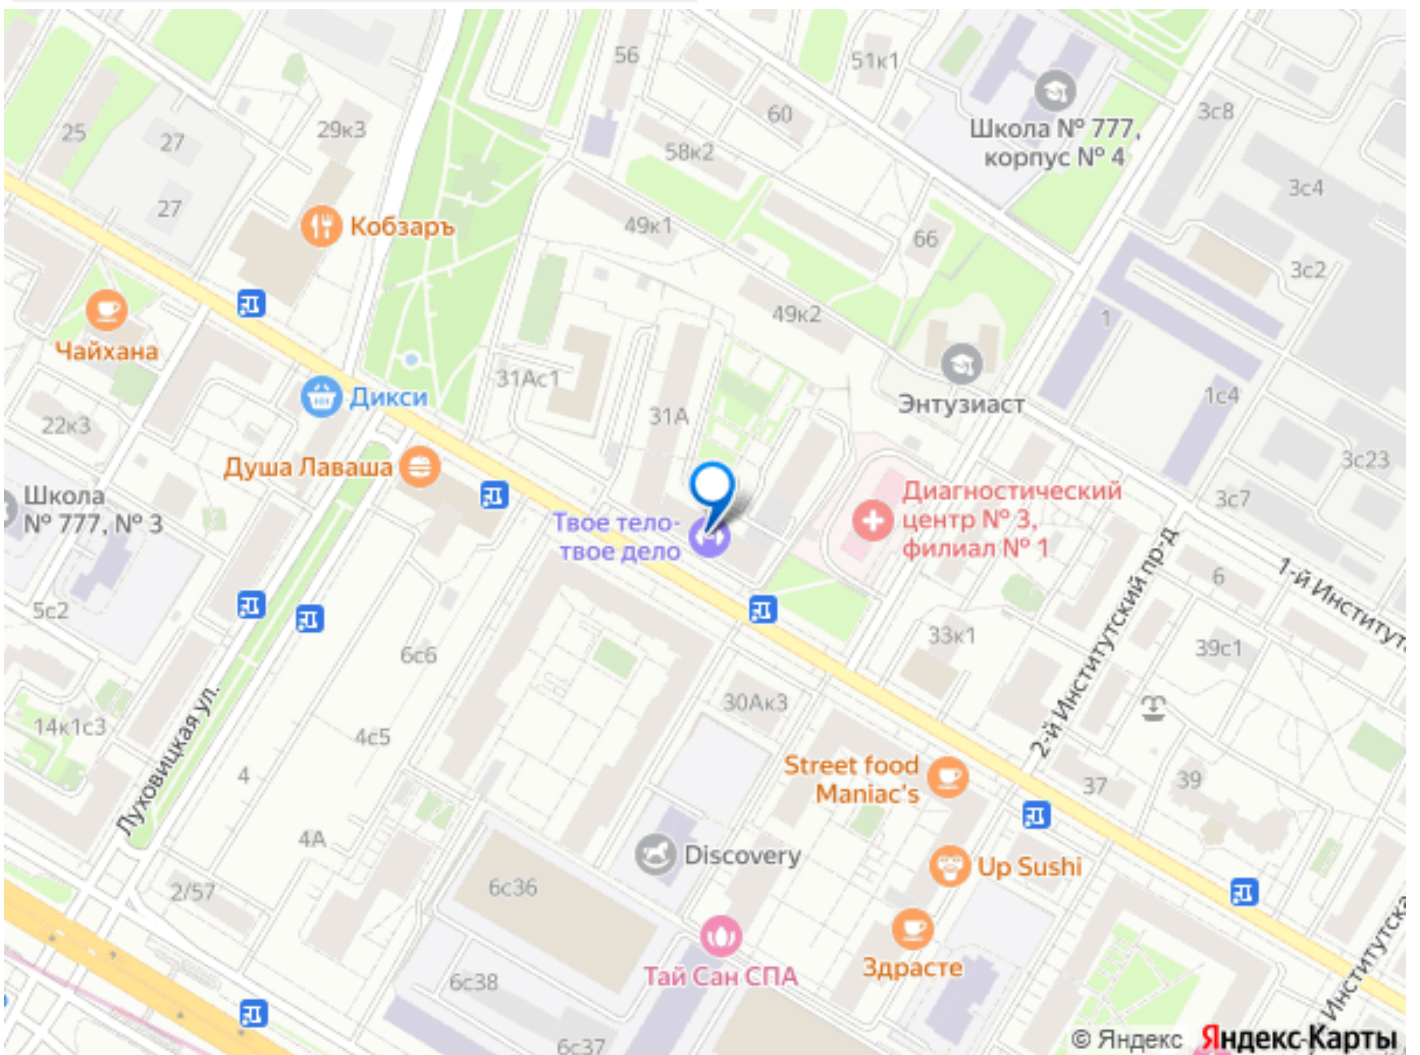 56
51к1
60
3с8
Школа № 777,
корпус № 4
25
27
29к3
58к2
3с4
27
Кобзаръ
49к1
66
3с2
49к2
1
Чайхана
31Ас1
Дикси
Энтузиаст
1с4
22к3
31А
Душа Лаваша
3с23
Школа
№ 777, № 3
Диагностический
центр № 3,
филиал № 1
3с7
Твое тело-
твое дело
2-й Институтский пр-д
6
1-й Института
5с2
33к1
39с1
6с6
30Ак3
14к1с3
Луховицкая ул.
4с5
Street food
Maniac's
4
37
39
4А
Discovery
Up Sushi
2/57
6с36
Здрасте
Тай Сан СПА
6с38
Институтска
6с37
© Яндекс Яндекс Карты